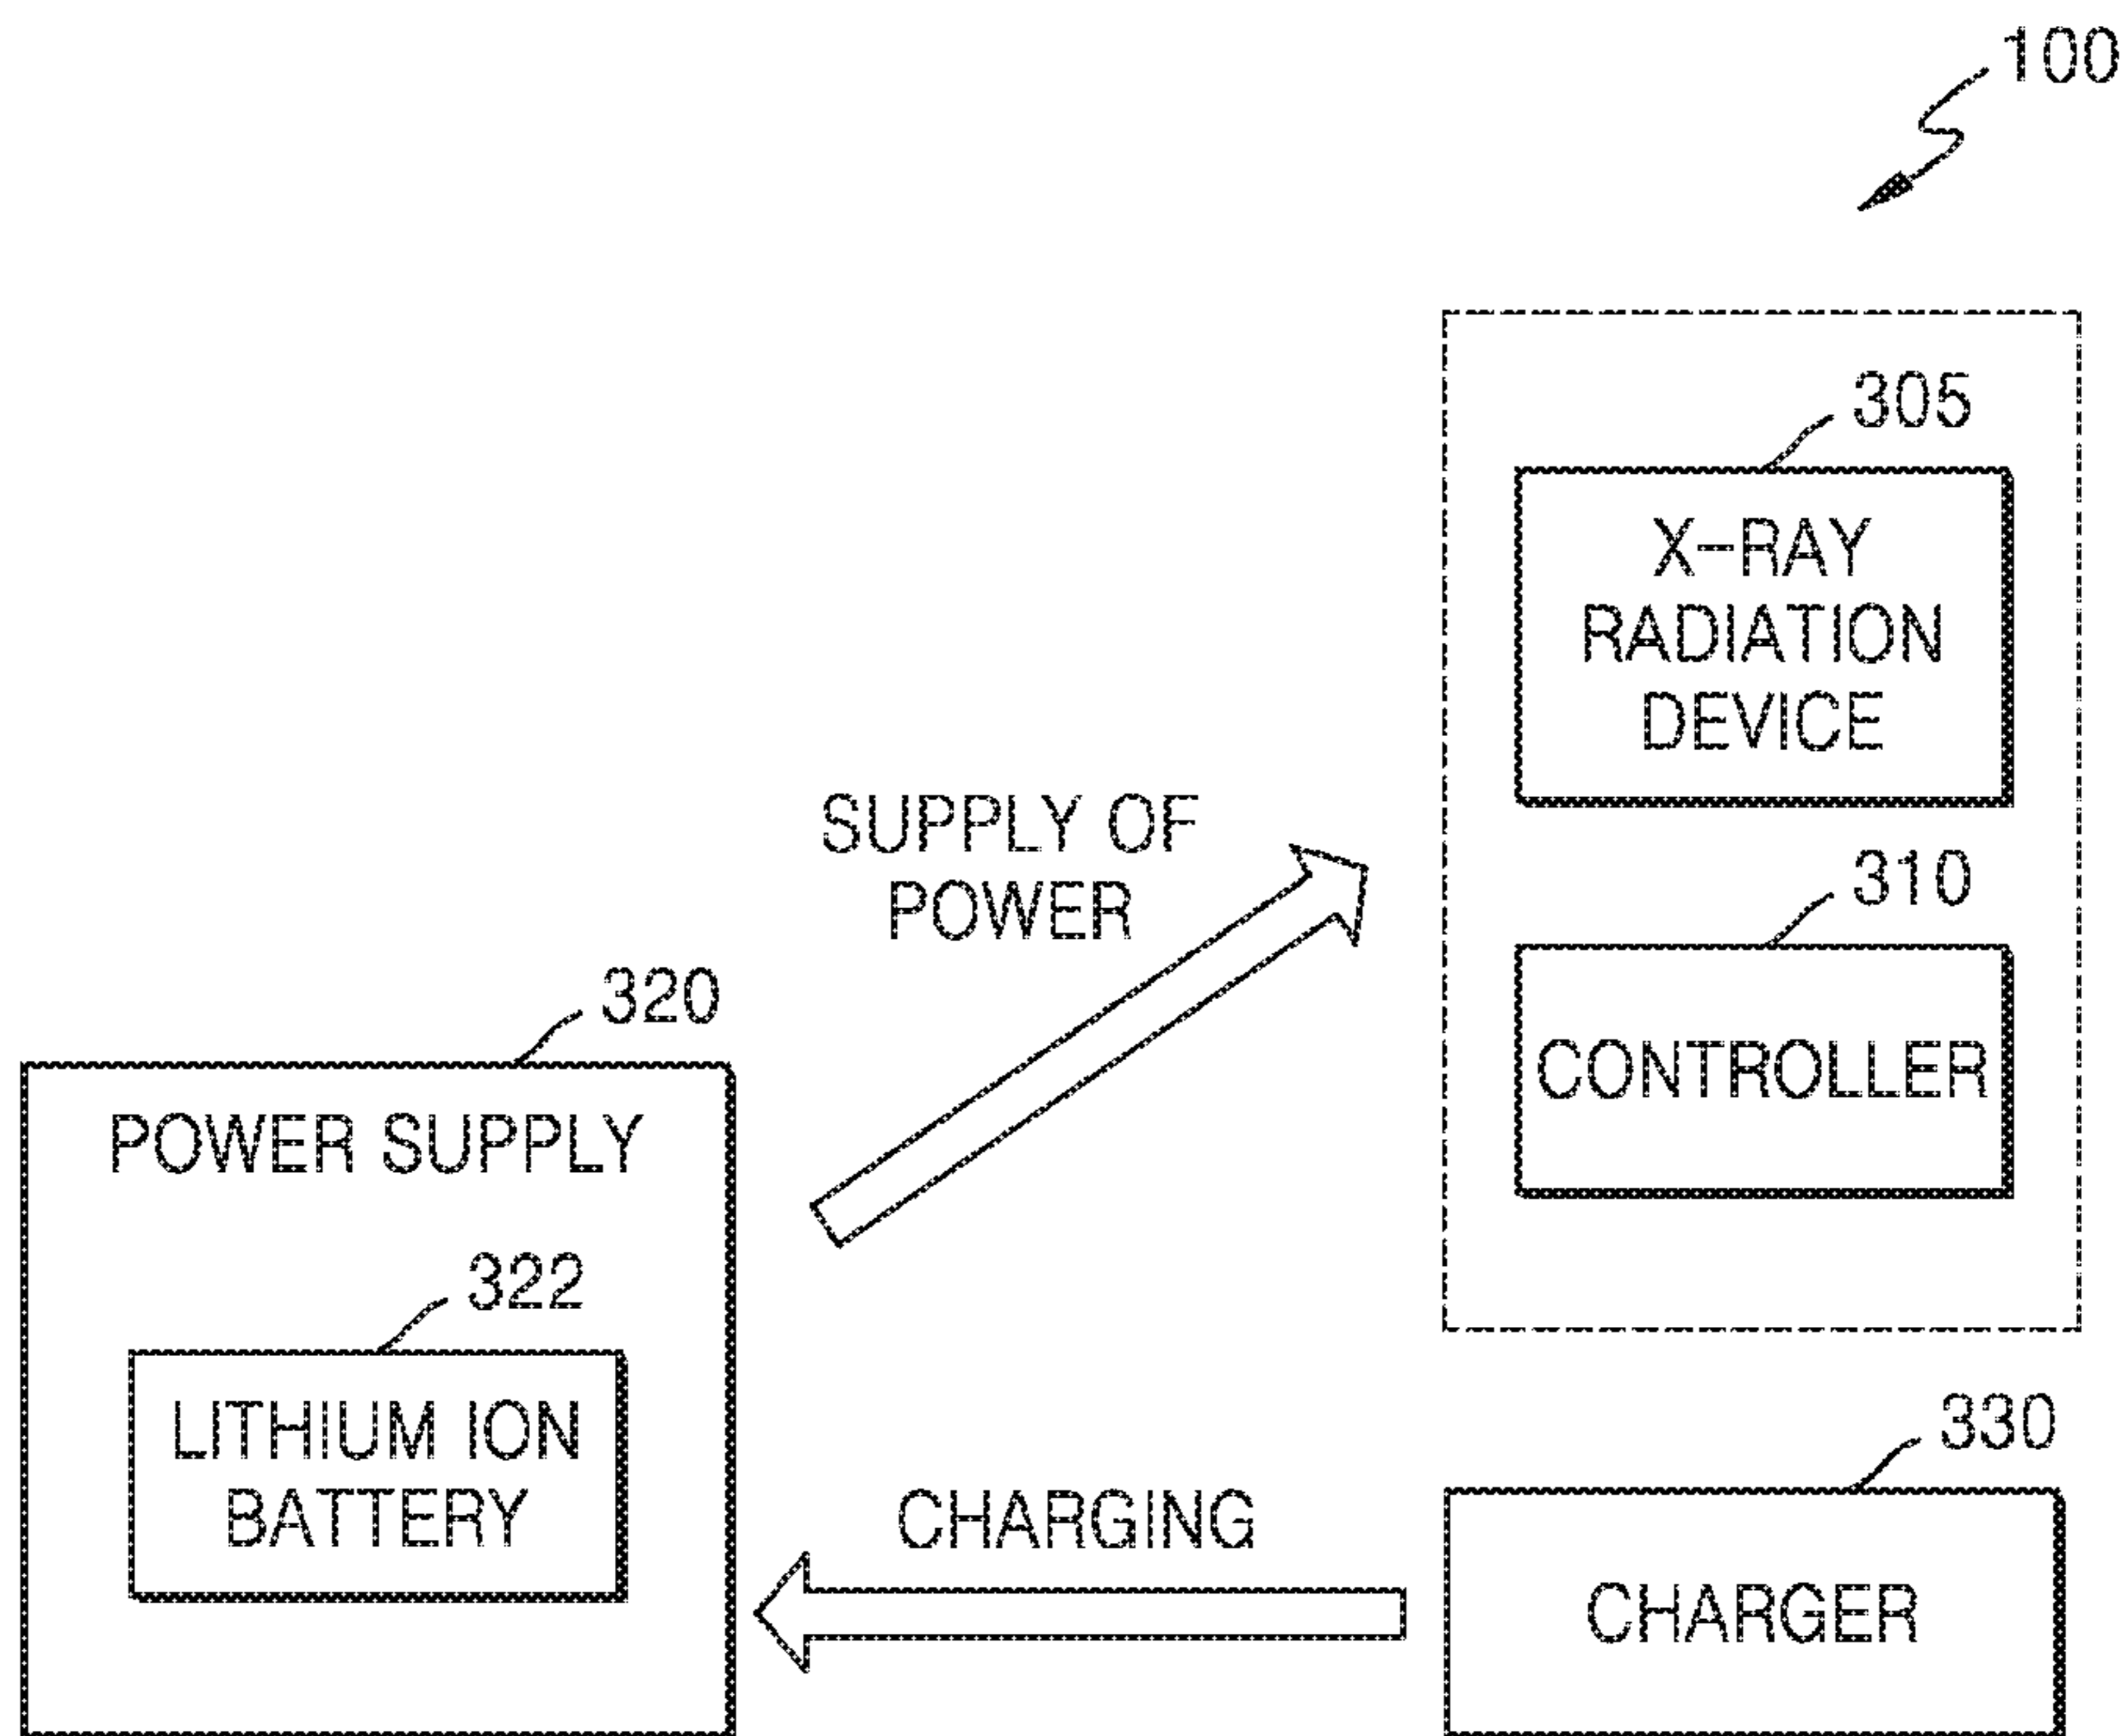 100
305
X-RAY
RADIATION
DEVICE
SUPPLY OF
POWER
310
CONTROLLER
320
POWER SUPPLY
322
LITHIUM ION
BATTERY
CHARGING
330
CHARGER